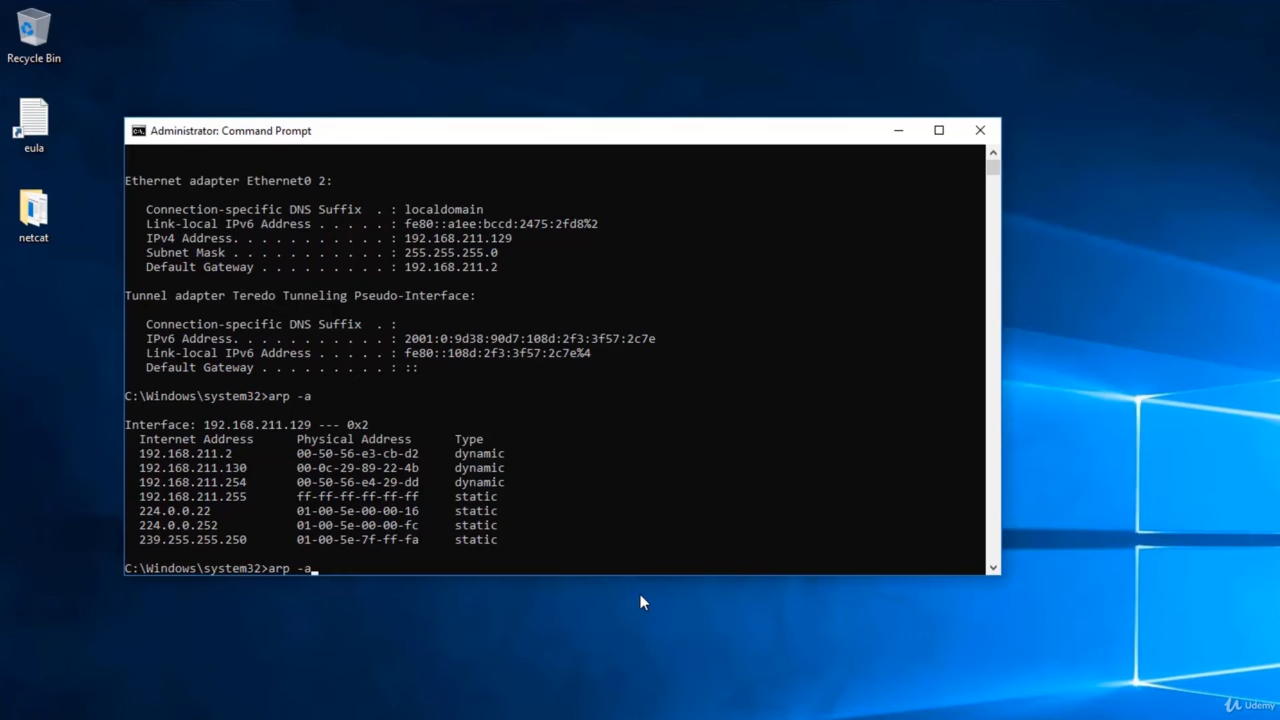 Recycle Bin
eula
netcat
Administrator: Command Prompt
Ethernet adapter Ethernet0 2:
Connection-specific DNS Suffix  . : localdomain
Link-local IPv6 Address . . . . . : fe80::a1ee:bccd:2475:2fd8%2
IPv4 Address. . . . . . . . . . . : 192.168.211.129
Subnet Mask . . . . . . . . . . . : 255.255.255.0
Default Gateway . . . . . . . . . : 192.168.211.2
Tunnel adapter Teredo Tunneling Pseudo-Interface:
Connection-specific DNS Suffix  . :
IPv6 Address. . . . . . . . . . . : 2001:0:9d38:90d7:108d:2f3:3f57:2c7e
Link-local IPv6 Address . . . . . : fe80::108d:2f3:3f57:2c7e%4
Default Gateway . . . . . . . . . : ::
C:\Windows\system32>arp -a
Interface: 192.168.211.129 --- 0x2
Internet Address      Physical Address      Type
192.168.211.2         00-50-56-e3-cb-d2     dynamic
192.168.211.130       00-0c-29-89-22-4b     dynamic
192.168.211.254       00-50-56-e4-29-dd     dynamic
192.168.211.255       ff-ff-ff-ff-ff-ff     static
224.0.0.22            01-00-5e-00-00-16     static
224.0.0.252           01-00-5e-00-00-fc     static
239.255.255.250       01-00-5e-7f-ff-fa     static
C:\Windows\system32>arp -a
Udemy